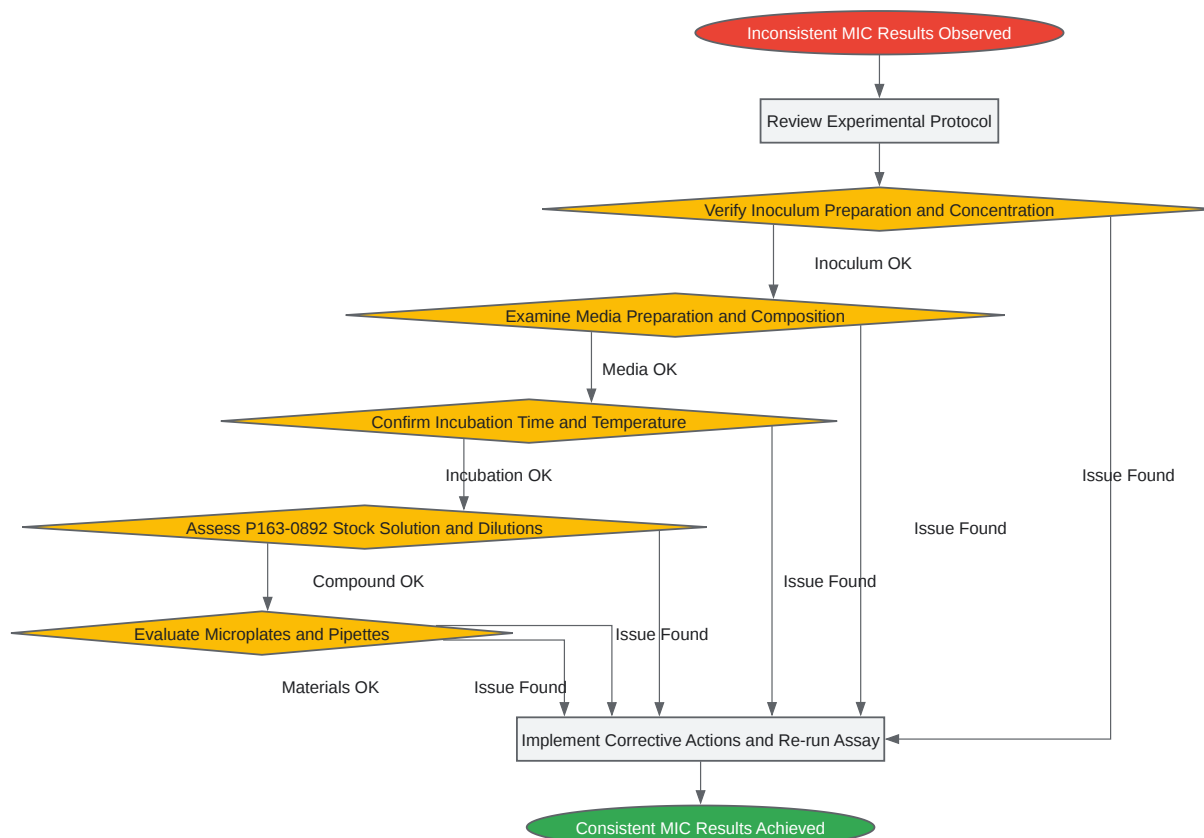 Inconsistent MIC Results Observed
Review Experimental Protocol
Verify Inoculum Preparation and Concentration
Inoculum OK
Examine Media Preparation and Composition
Media OK
Confirm Incubation Time and Temperature
Incubation OK
Issue Found
Assess P163-0892 Stock Solution and Dilutions
Issue Found
Compound OK
Issue Found
Evaluate Microplates and Pipettes
Issue Found
Materials OK
Issue Found
Implement Corrective Actions and Re-run Assay
Consistent MIC Results Achieved